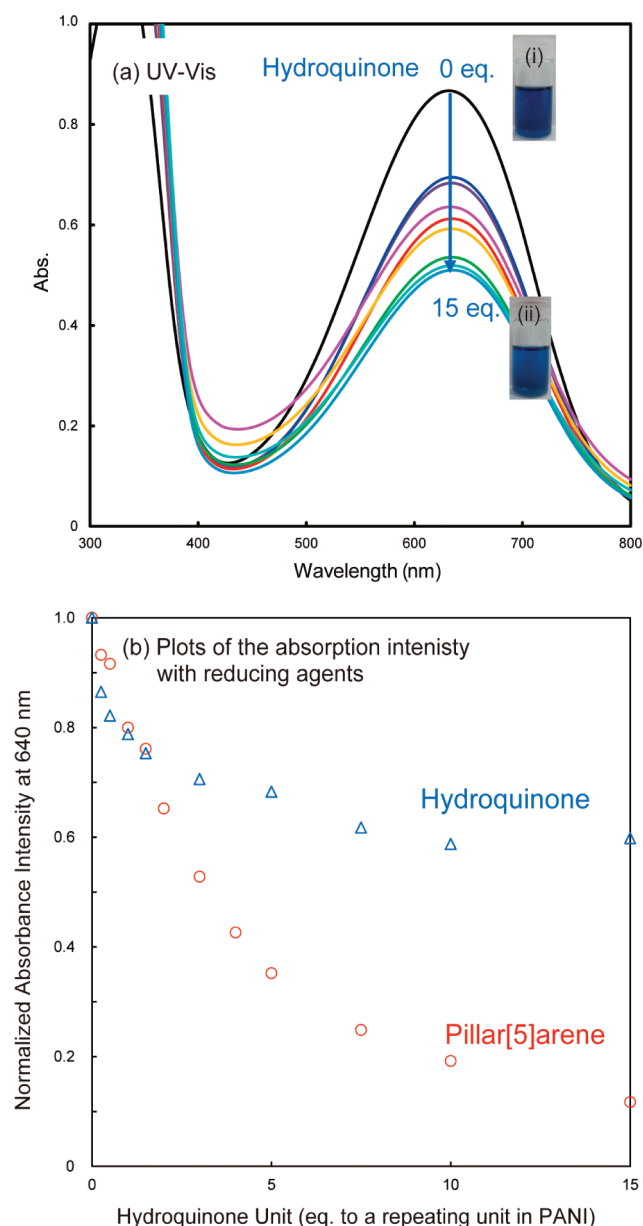 1.0
(a) UV-Vis
Hydroquinone 0 eq.
(i)
0.8
0.6
Abs.
0.4
15 eq.
(ii)
0.2
0
300
400
500
600
700
800
Wavelength (nm)
1.0
(b) Plots of the absorption intenisty
with reducing agents
0.8
Normalized Absorbance Intensity at 640 nm
Hydroquinone
0.6
0.4
Pillar[5]arene
0.2
0
0
5
10
15
Hydroquinone Unit (eq. to a repeating unit in PANI)